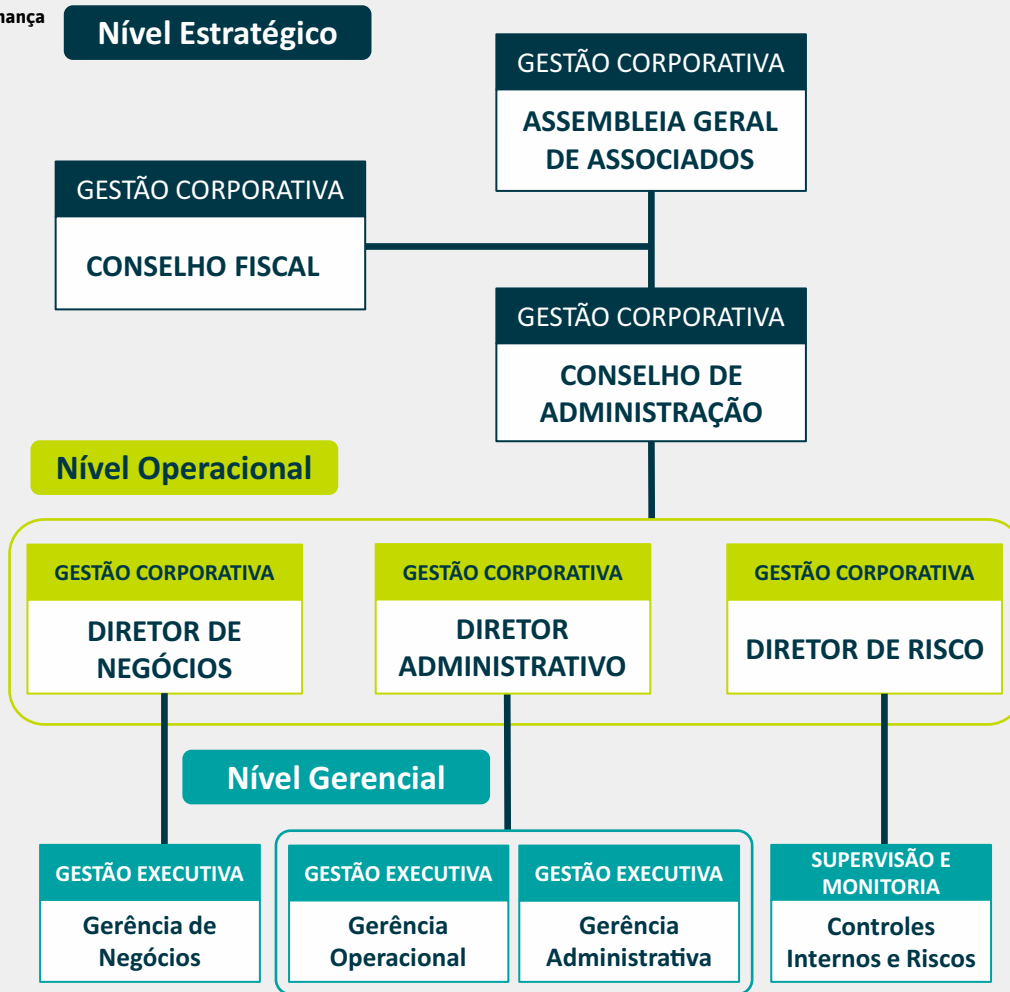 Nível Estratégico
GESTÃO CORPORATIVA
ASSEMBLEIA GERAL
DE ASSOCIADOS
GESTÃO CORPORATIVA
CONSELHO FISCAL
GESTÃO CORPORATIVA
CONSELHO DE
ADMINISTRAÇÃO
Nível Operacional
GESTÃO CORPORATIVA
DIRETOR DE
NEGÓCIOS
GESTÃO CORPORATIVA
DIRETOR
ADMINISTRATIVO
GESTÃO CORPORATIVA
DIRETOR DE RISCO
Nível Gerencial
GESTÃO EXECUTIVA
Gerência de
Negócios
GESTÃO EXECUTIVA
Gerência
Operacional
GESTÃO EXECUTIVA
Gerência
Administrativa
SUPERVISÃO E
MONITORIA
Controles
Internos e Riscos